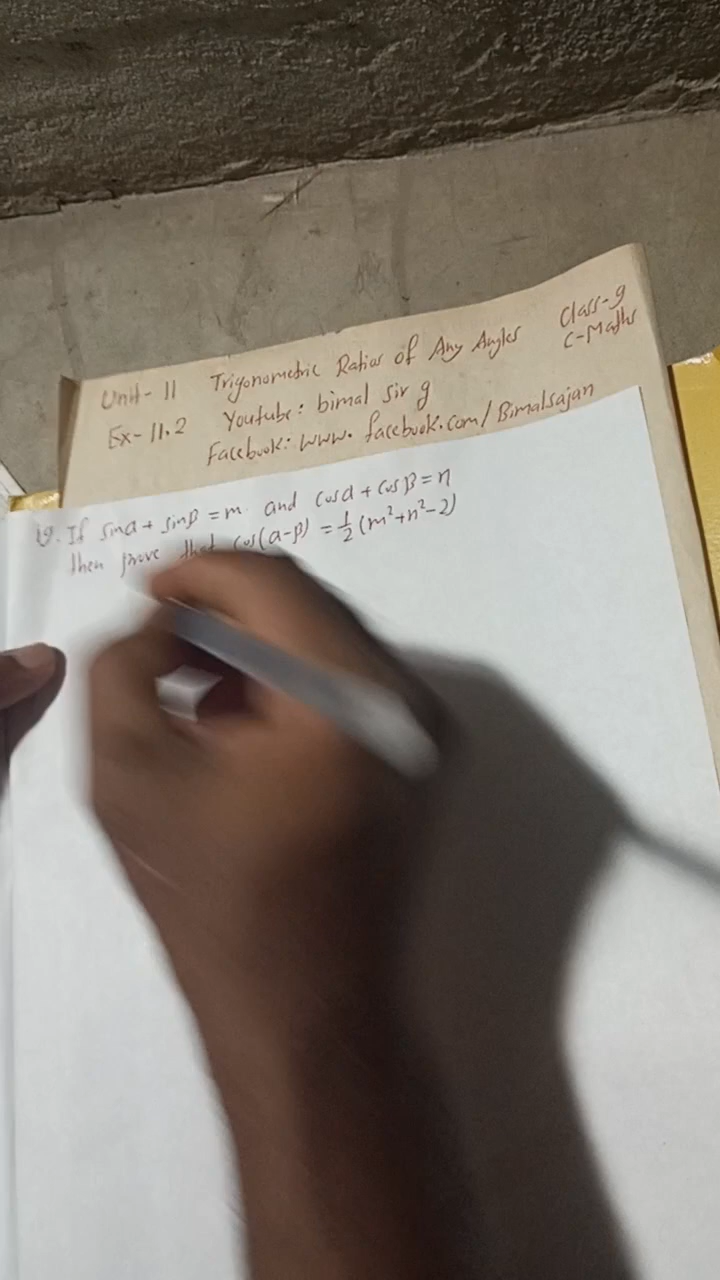 Unit- 11 Trigonometric Ratios of Any Angles Class-9
Ex- 11.2 Youtube: bimal sir g C-Maths
Facebook: www. facebook.com/Bimalsajan
19. If sinα + sinβ = m. and cosα + cosβ = n
then prove that cos(α-β) = 1/2 (m²+n²-2)